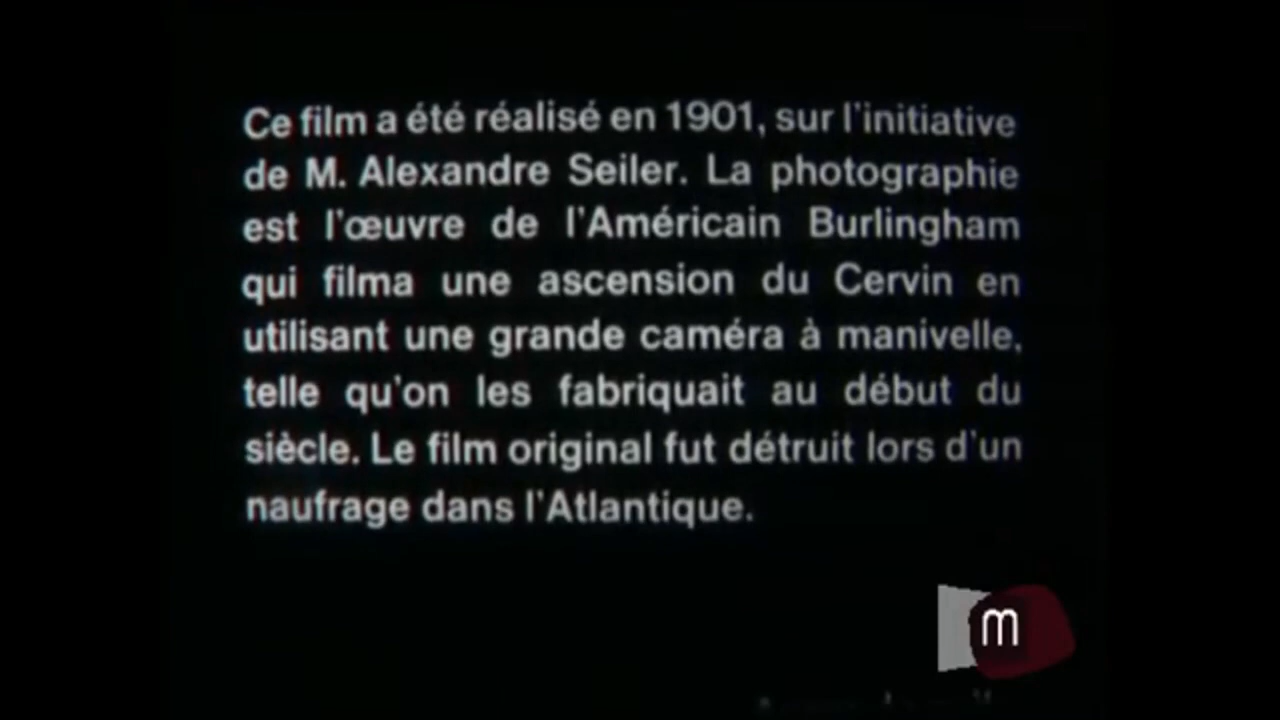 Ce film a été réalisé en 1901, sur l'initiative
de M. Alexandre Seiler. La photographie
est l'œuvre de l'Américain Burlingham
qui filma une ascension du Cervin en
utilisant une grande caméra à manivelle,
telle qu'on les fabriquait au début du
siècle. Le film original fut détruit lors d'un
naufrage dans l'Atlantique.
m